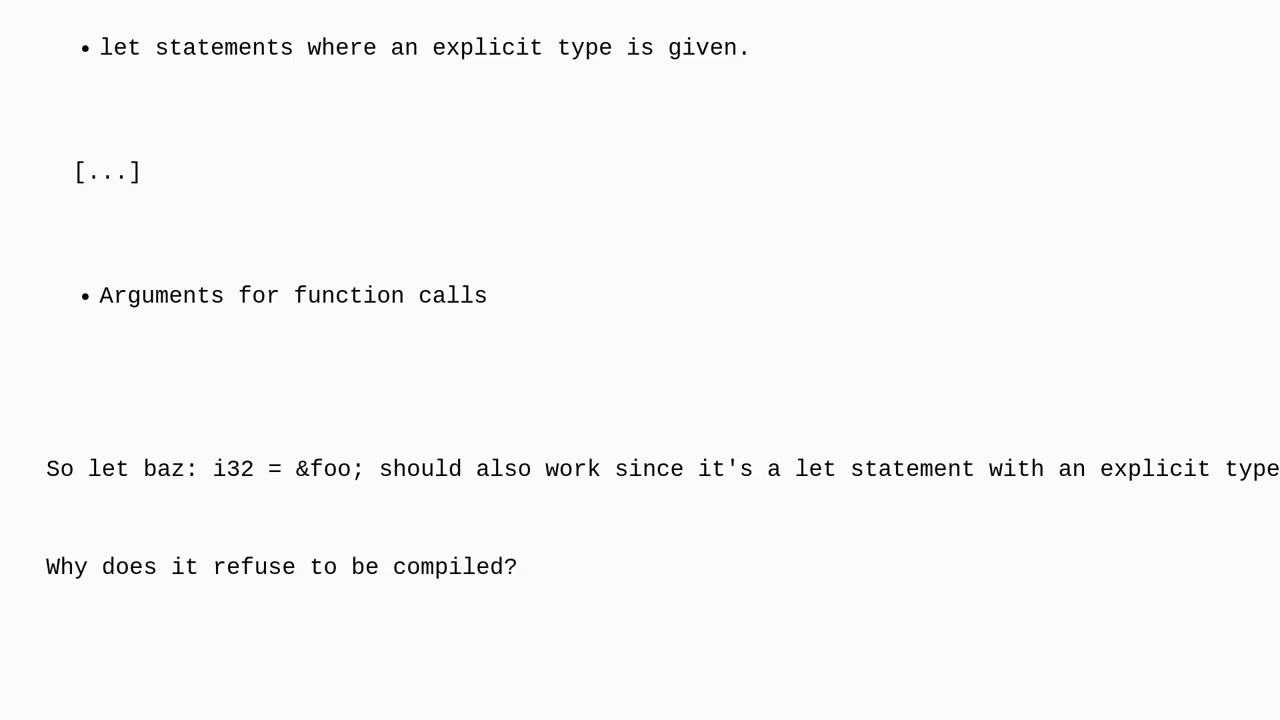 • let statements where an explicit type is given.
[...]
• Arguments for function calls
So let baz: i32 = &foo; should also work since it's a let statement with an explicit type
Why does it refuse to be compiled?